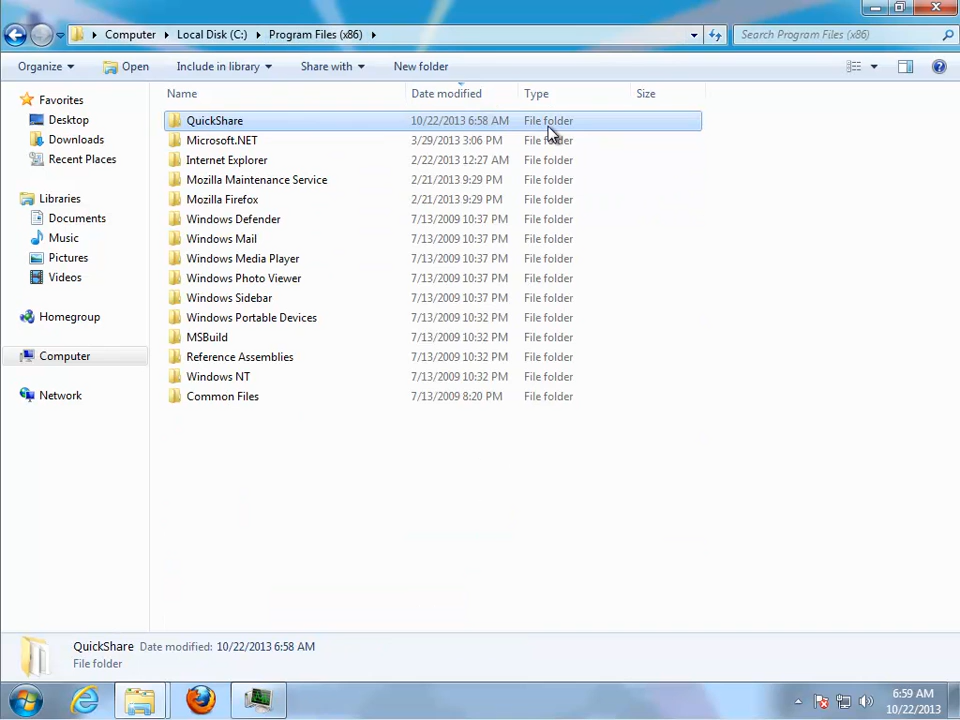 Computer Local Disk (C:) Program Files (x86) Search Program Files (x86)
Organize Open Include in library Share with New folder
Name Date modified Type Size
Favorites
Desktop
Downloads
Recent Places
Libraries
Documents
Music
Pictures
Videos
Homegroup
Computer
Network
QuickShare 10/22/2013 6:58 AM File folder
Microsoft.NET 3/29/2013 3:06 PM File folder
Internet Explorer 2/22/2013 12:27 AM File folder
Mozilla Maintenance Service 2/21/2013 9:29 PM File folder
Mozilla Firefox 2/21/2013 9:29 PM File folder
Windows Defender 7/13/2009 10:37 PM File folder
Windows Mail 7/13/2009 10:37 PM File folder
Windows Media Player 7/13/2009 10:37 PM File folder
Windows Photo Viewer 7/13/2009 10:37 PM File folder
Windows Sidebar 7/13/2009 10:37 PM File folder
Windows Portable Devices 7/13/2009 10:32 PM File folder
MSBuild 7/13/2009 10:32 PM File folder
Reference Assemblies 7/13/2009 10:32 PM File folder
Windows NT 7/13/2009 10:32 PM File folder
Common Files 7/13/2009 8:20 PM File folder
QuickShare Date modified: 10/22/2013 6:58 AM
File folder
6:59 AM
10/22/2013